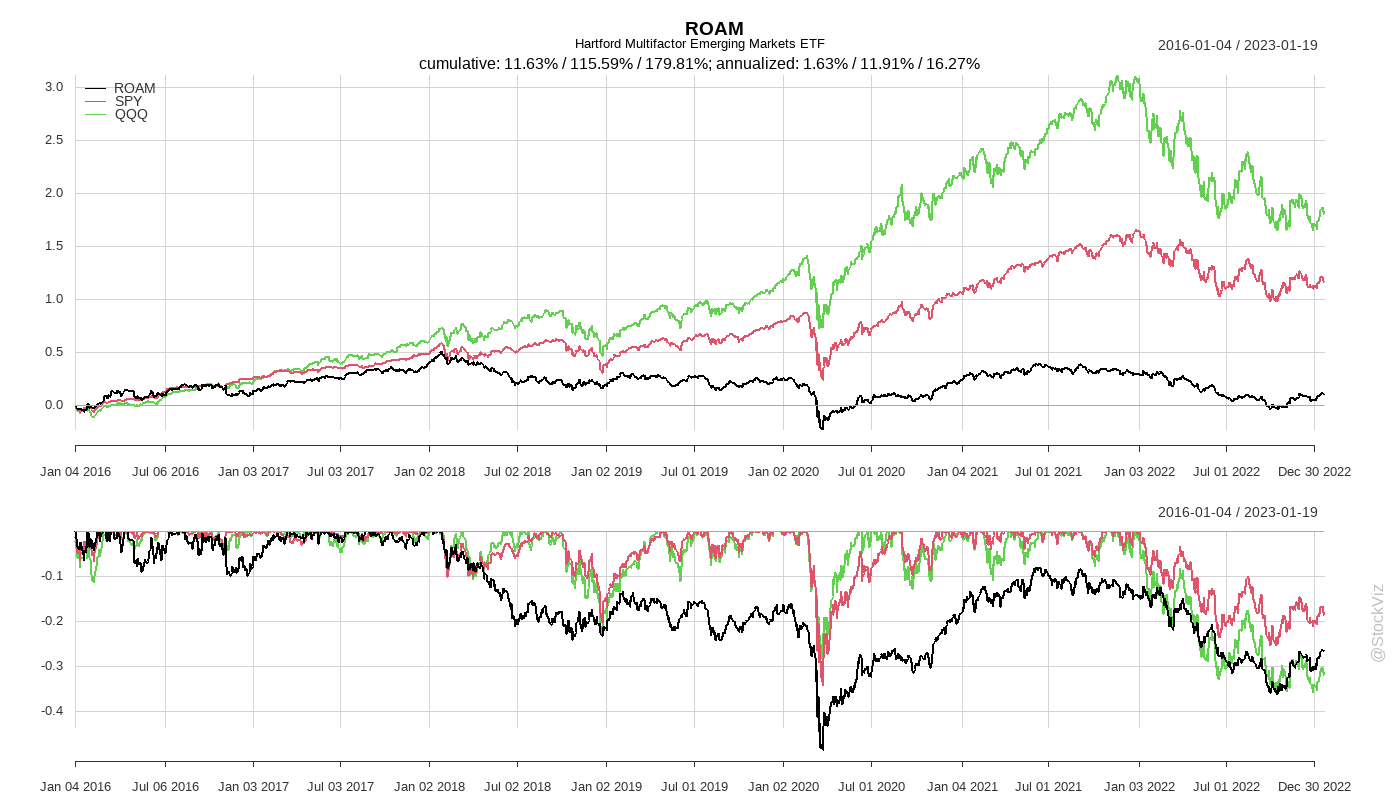 ROAM
Hartford Multifactor Emerging Markets ETF
2016-01-04 / 2023-01-19
cumulative: 11.63% / 115.59% / 179.81%; annualized: 1.63% / 11.91% / 16.27%
ROAM
SPY
QQQ
3.0
2.5
2.0
1.5
1.0
0.5
0.0
Jan 04 2016 Jul 06 2016 Jan 03 2017 Jul 03 2017 Jan 02 2018 Jul 02 2018 Jan 02 2019 Jul 01 2019 Jan 02 2020 Jul 01 2020 Jan 04 2021 Jul 01 2021 Jan 03 2022 Jul 01 2022 Dec 30 2022
2016-01-04 / 2023-01-19
-0.1
-0.2
-0.3
-0.4
Jan 04 2016 Jul 06 2016 Jan 03 2017 Jul 03 2017 Jan 02 2018 Jul 02 2018 Jan 02 2019 Jul 01 2019 Jan 02 2020 Jul 01 2020 Jan 04 2021 Jul 01 2021 Jan 03 2022 Jul 01 2022 Dec 30 2022
@StockViz